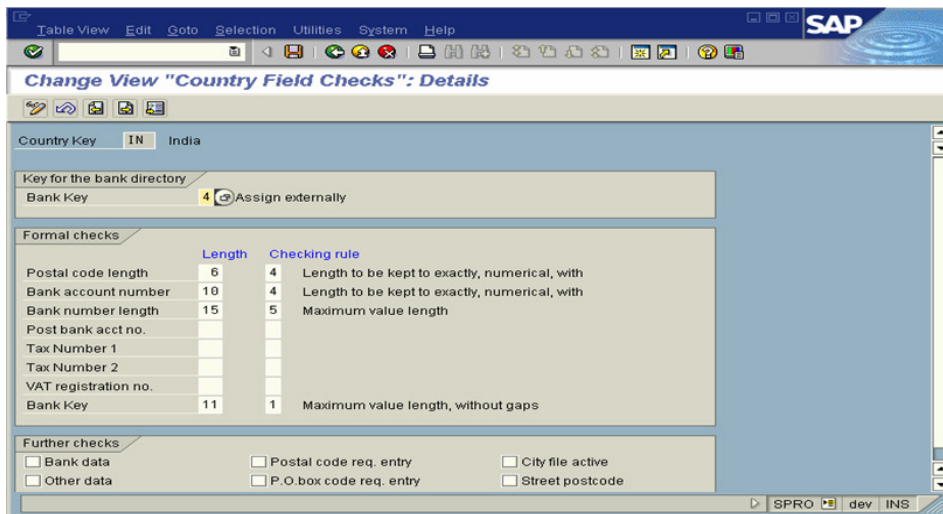 Table View Edit Goto Selection Utilities System Help
SAP
Change View "Country Field Checks": Details
Country Key IN India
Key for the bank directory
Bank Key 4 Assign externally
Formal checks
Length Checking rule
Postal code length 6 4 Length to be kept to exactly, numerical, with
Bank account number 10 4 Length to be kept to exactly, numerical, with
Bank number length 15 5 Maximum value length
Post bank acct no.
Tax Number 1
Tax Number 2
VAT registration no.
Bank Key 11 1 Maximum value length, without gaps
Further checks
Bank data Postal code req. entry City file active
Other data P.O.box code req. entry Street postcode
SPRO dev INS